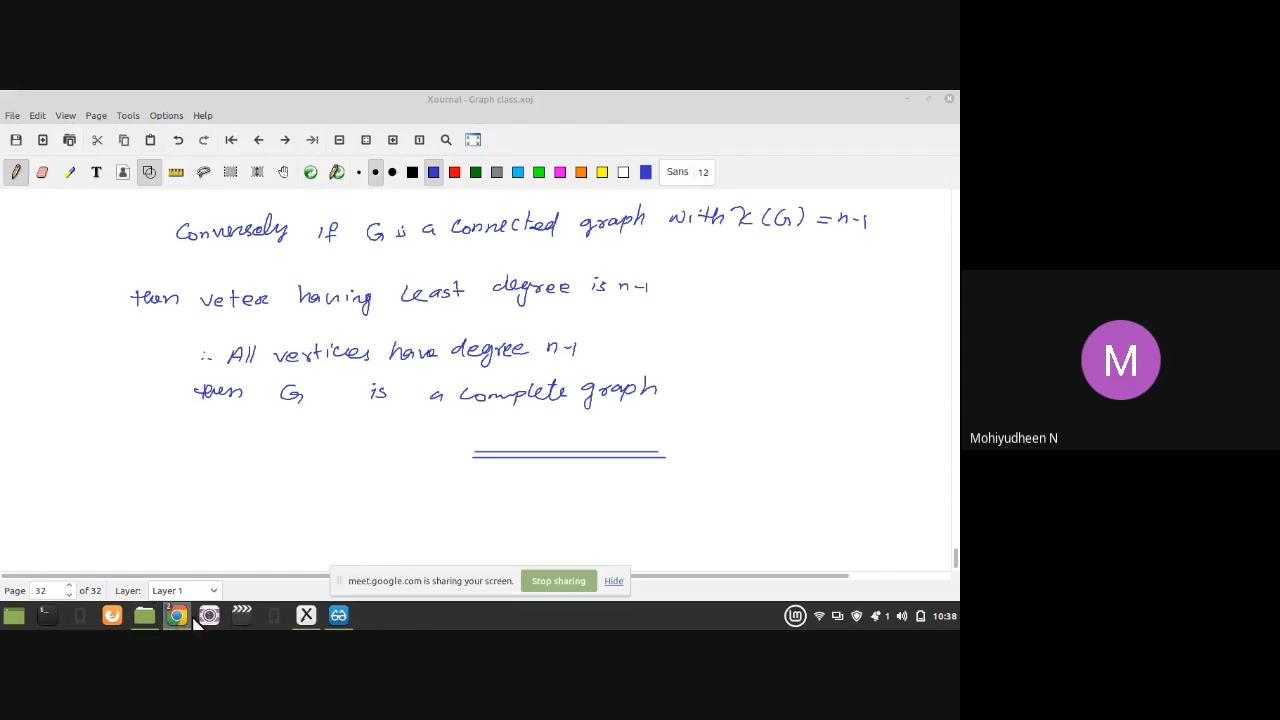 Xournal - Graph class.xoj
File Edit View Page Tools Options Help
Sans 12
Conversely if G is a connected graph with K(G) = n-1
then vetex having Least degree is n-1
∴ All vertices have degree n-1
then G is a complete graph
meet.google.com is sharing your screen. Stop sharing Hide
Page 32 of 32 Layer: Layer 1
1 10:38
M
Mohiyudheen N